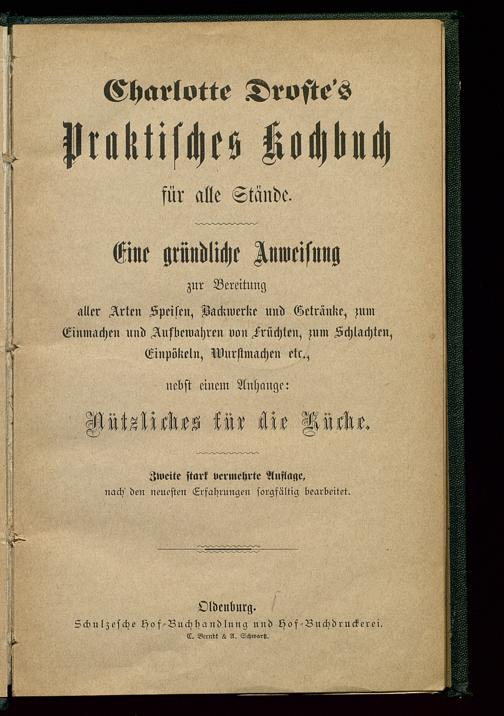 Charlotte Droste's
Praktisches Kochbuch
für alle Stände.
Eine gründliche Anweisung
zur Bereitung
aller Arten Speisen, Backwerke und Getränke, zum
Einmachen und Aufbewahren von Früchten, zum Schlachten,
Einpökeln, Wurstmachen etc.,
nebst einem Anhange:
Nützliches für die Küche.
Zweite stark vermehrte Auflage,
nach den neuesten Erfahrungen sorgfältig bearbeitet.
Oldenburg.
Schulzesche Hof-Buchhandlung und Hof-Buchdruckerei.
C. Berndt & A. Schwartz.